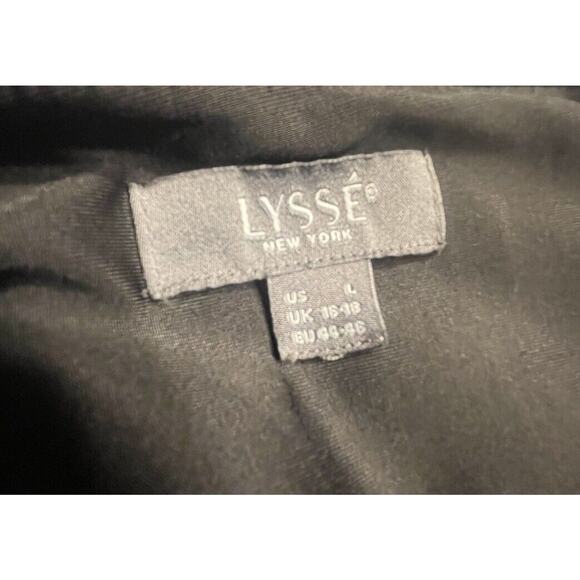 LYSSÉ®
NEW YORK
US L
UK 16-18
EU 44-46